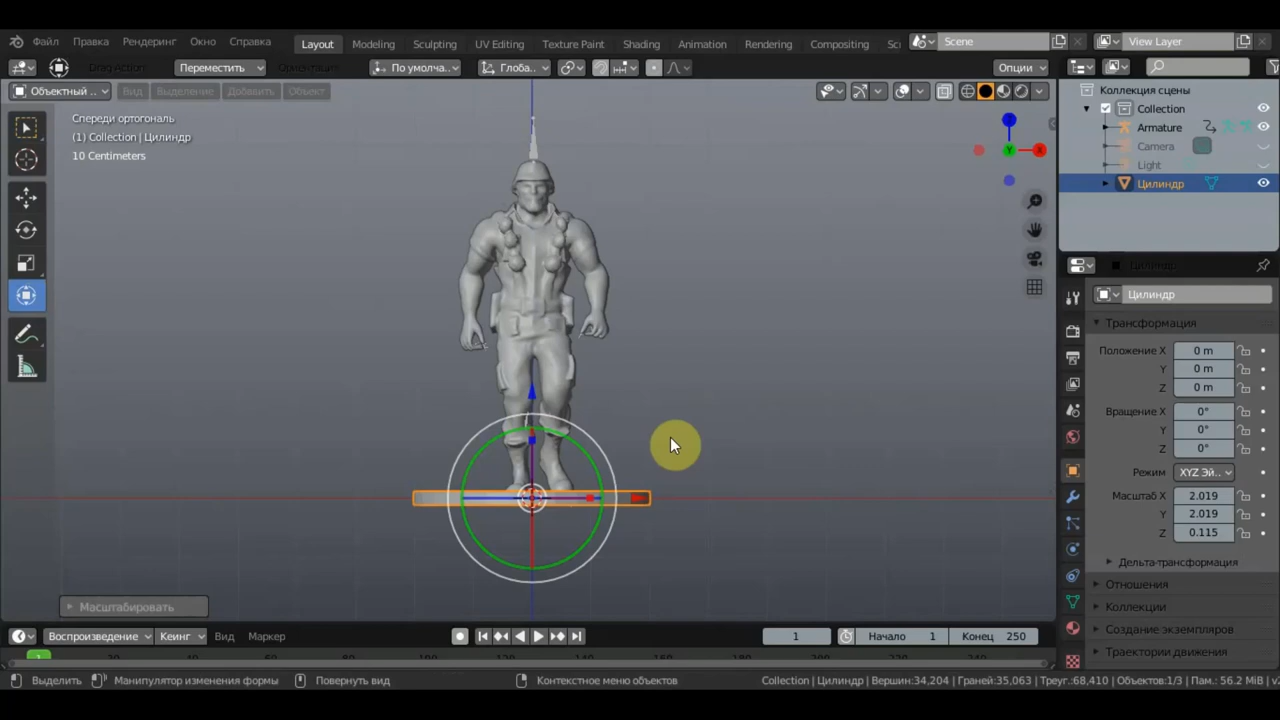 Файл Правка Рендеринг Окно Справка Layout Modeling Sculpting UV Editing Texture Paint Shading Animation Rendering Compositing Sc Scene View Layer
Drag Action Переместить Ориентаци По умолча.. Глоба.. Опции
Объектный .. Вид Выделение Добавить Объект
Коллекция сцены
Collection
Armature
Camera
Light
Цилиндр
Спереди ортогональ
(1) Collection | Цилиндр
10 Centimeters
Z
Y
X
Цилиндр
Цилиндр
Трансформация
Положение X 0 m
Y 0 m
Z 0 m
Вращение X 0°
Y 0°
Z 0°
Режим XYZ Эй..
Масштаб X 2.019
Y 2.019
Z 0.115
Дельта-трансформация
Отношения
Коллекции
Создание экземпляров
Траектории движения
Масштабировать
Воспроизведение Кеинг Вид Маркер 1 Начало 1 Конец 250
Выделить Манипулятор изменения формы Повернуть вид Контекстное меню объектов Collection | Цилиндр | Вершин:34,204 | Граней:35,063 | Треуг.:68,410 | Объектов:1/3 | Пам.: 56.2 MiB | v2